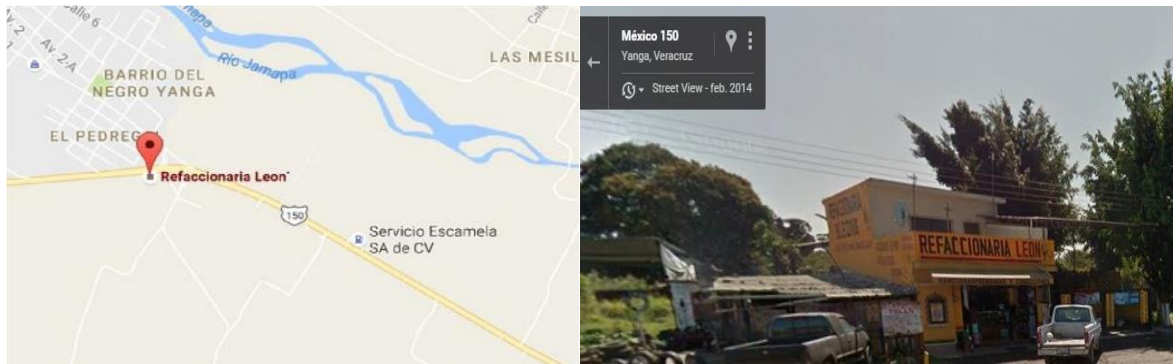 Calle 6
Av. 2
Av. 2-A
BARRIO DEL
NEGRO YANGA
EL PEDREG
Refaccionaria Leon
Río Jamapa
LAS MESIL
150
Servicio Escamela
SA de CV
México 150
Yanga, Veracruz
Street View - feb. 2014
REFACCIONARIA
LEONE
REFACCIONARIA LEON